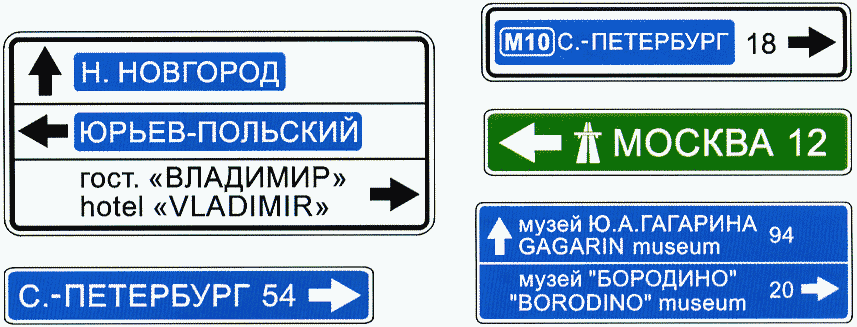 Н. НОВГОРОД
ЮРЬЕВ-ПОЛЬСКИЙ
гост. «ВЛАДИМИР»
hotel «VLADIMIR»
С.-ПЕТЕРБУРГ 54
М10 С.-ПЕТЕРБУРГ 18
МОСКВА 12
музей Ю.А.ГАГАРИНА
GAGARIN museum 94
музей "БОРОДИНО"
"BORODINO" museum 20